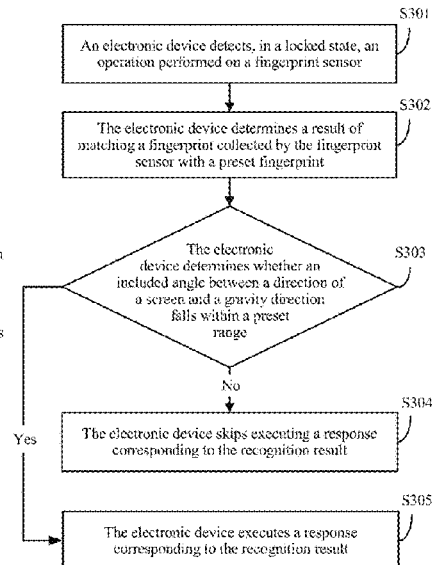 S301
An electronic device detects, in a locked state, an
operation performed on a fingerprint sensor
S302
The electronic device determines a result of
matching a fingerprint collected by the fingerprint
sensor with a preset fingerprint
S303
The electronic
device determines whether an
included angle between a direction of
a screen and a gravity direction
falls within a preset
range
No
S304
The electronic device skips executing a response
corresponding to the recognition result
Yes
S305
The electronic device executes a response
corresponding to the recognition result